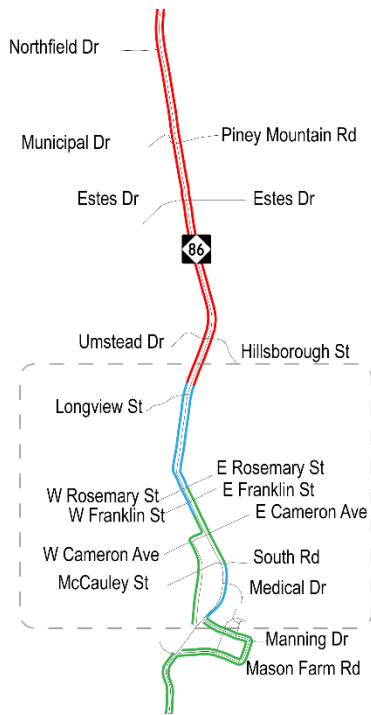 Northfield Dr
Municipal Dr
Piney Mountain Rd
Estes Dr
Estes Dr
86
Umstead Dr
Hillsborough St
Longview St
E Rosemary St
W Rosemary St
E Franklin St
W Franklin St
E Cameron Ave
W Cameron Ave
South Rd
McCauley St
Medical Dr
Manning Dr
Mason Farm Rd